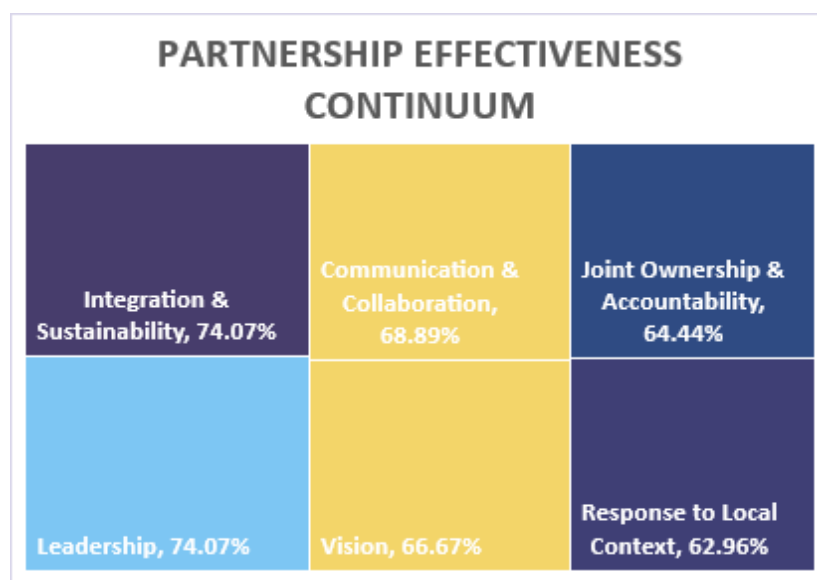 PARTNERSHIP EFFECTIVENESS
CONTINUUM
Integration &
Sustainability, 74.07%
Communication &
Collaboration,
68.89%
Joint Ownership &
Accountability,
64.44%
Leadership, 74.07%
Vision, 66.67%
Response to Local
Context, 62.96%